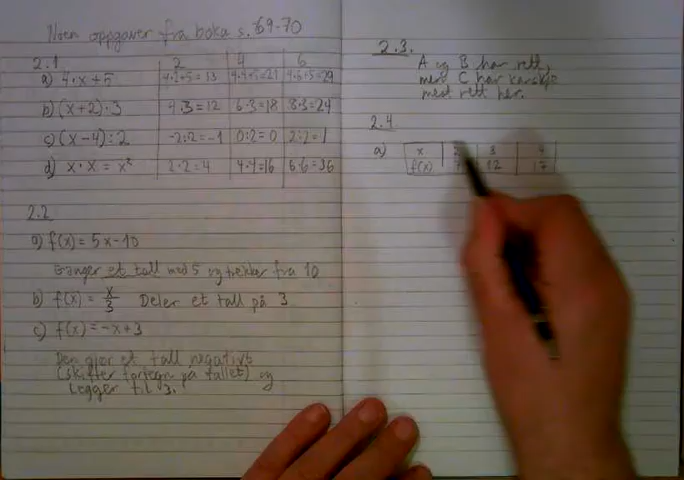 Noen oppgaver fra boka s. 69-70
2.1 2 4 6
a) 4·x+5 4·2+5=13 4·4+5=21 4·6+5=29
b) (x+2)·3 4·3=12 6·3=18 8·3=24
c) (x-4):2 -2:2=-1 0:2=0 2:2=1
d) x·x = x² 2·2=4 4·4=16 6·6=36
2.2
a) f(x) = 5x-10
Ganger et tall med 5 og trekker fra 10
b) f(x) = x/3 Deler et tall på 3
c) f(x) = -x+3
Den gjør et tall negativt
(skifter fortegn på tallet) og
legger til 3.
2.3.
A og B har rett,
men C har kanskje
mest rett her.
2.4
a) x 2 3 4
f(x) 7 12 17